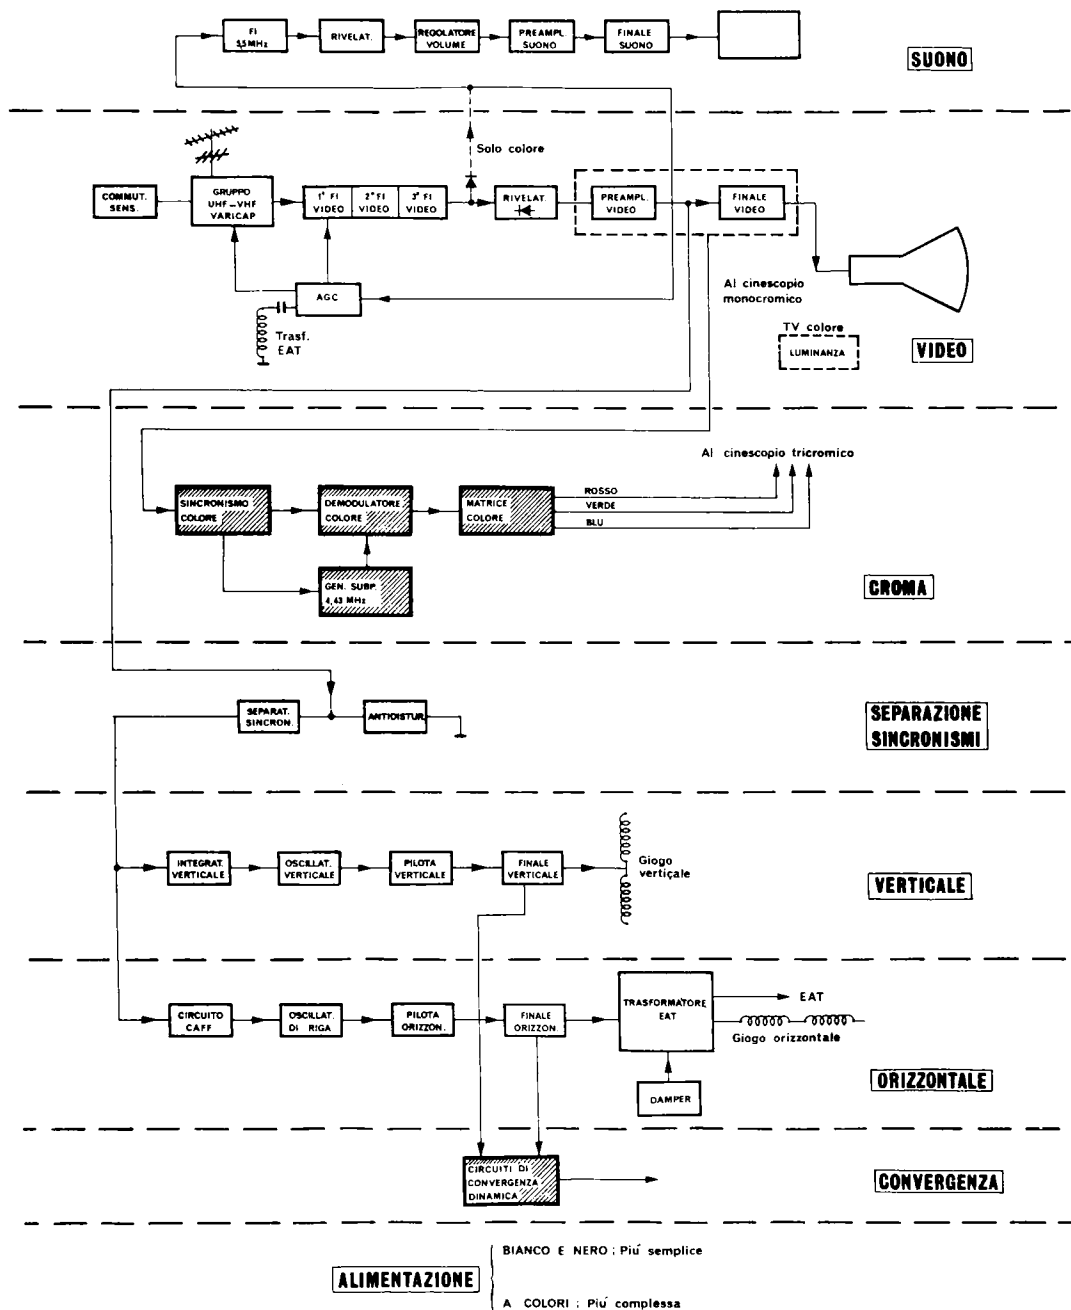 FI
5,5MHz
RIVELAT.
REGOLATORE
VOLUME
PREAMPL.
SUONO
FINALE
SUONO
SUONO
Solo colore
COMMUT.
SENS.
GRUPPO
UHF-VHF
VARICAP
1ª FI
VIDEO
2ª FI
VIDEO
3ª FI
VIDEO
RIVELAT.
PREAMPL.
VIDEO
FINALE
VIDEO
AGC
Trasf.
EAT
Al cinescopio
monocromico
TV colore
LUMINANZA
VIDEO
Al cinescopio tricromico
SINCRONISMO
COLORE
DEMODULATORE
COLORE
MATRICE
COLORE
ROSSO
VERDE
BLU
GEN. SUBP.
4,43 MHz
CROMA
SEPARAT.
SINCRON.
ANTIDISTUR.
SEPARAZIONE
SINCRONISMI
INTEGRAT.
VERTICALE
OSCILLAT.
VERTICALE
PILOTA
VERTICALE
FINALE
VERTICALE
Giogo
verticale
VERTICALE
CIRCUITO
CAFF
OSCILLAT.
DI RIGA
PILOTA
ORIZZON.
FINALE
ORIZZON.
TRASFORMATORE
EAT
EAT
Giogo orizzontale
DAMPER
ORIZZONTALE
CIRCUITI DI
CONVERGENZA
DINAMICA
CONVERGENZA
ALIMENTAZIONE
BIANCO E NERO : Piú semplice
A COLORI : Piú complessa